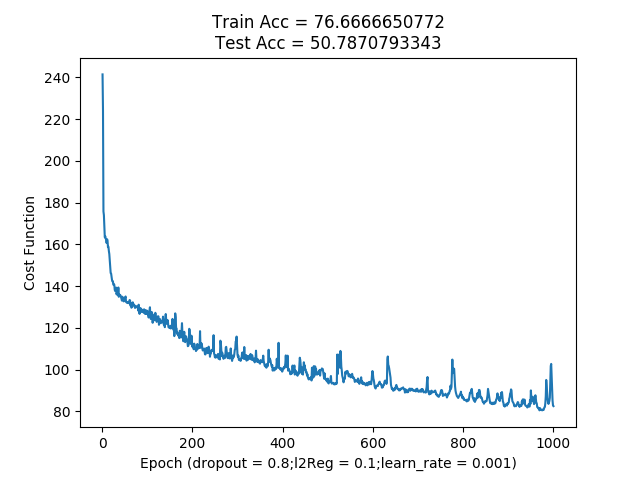 Train Acc = 76.6666650772
Test Acc = 50.7870793343
240
220
200
180
160
140
120
100
80
Cost Function
0 200 400 600 800 1000
Epoch (dropout = 0.8;l2Reg = 0.1;learn_rate = 0.001)